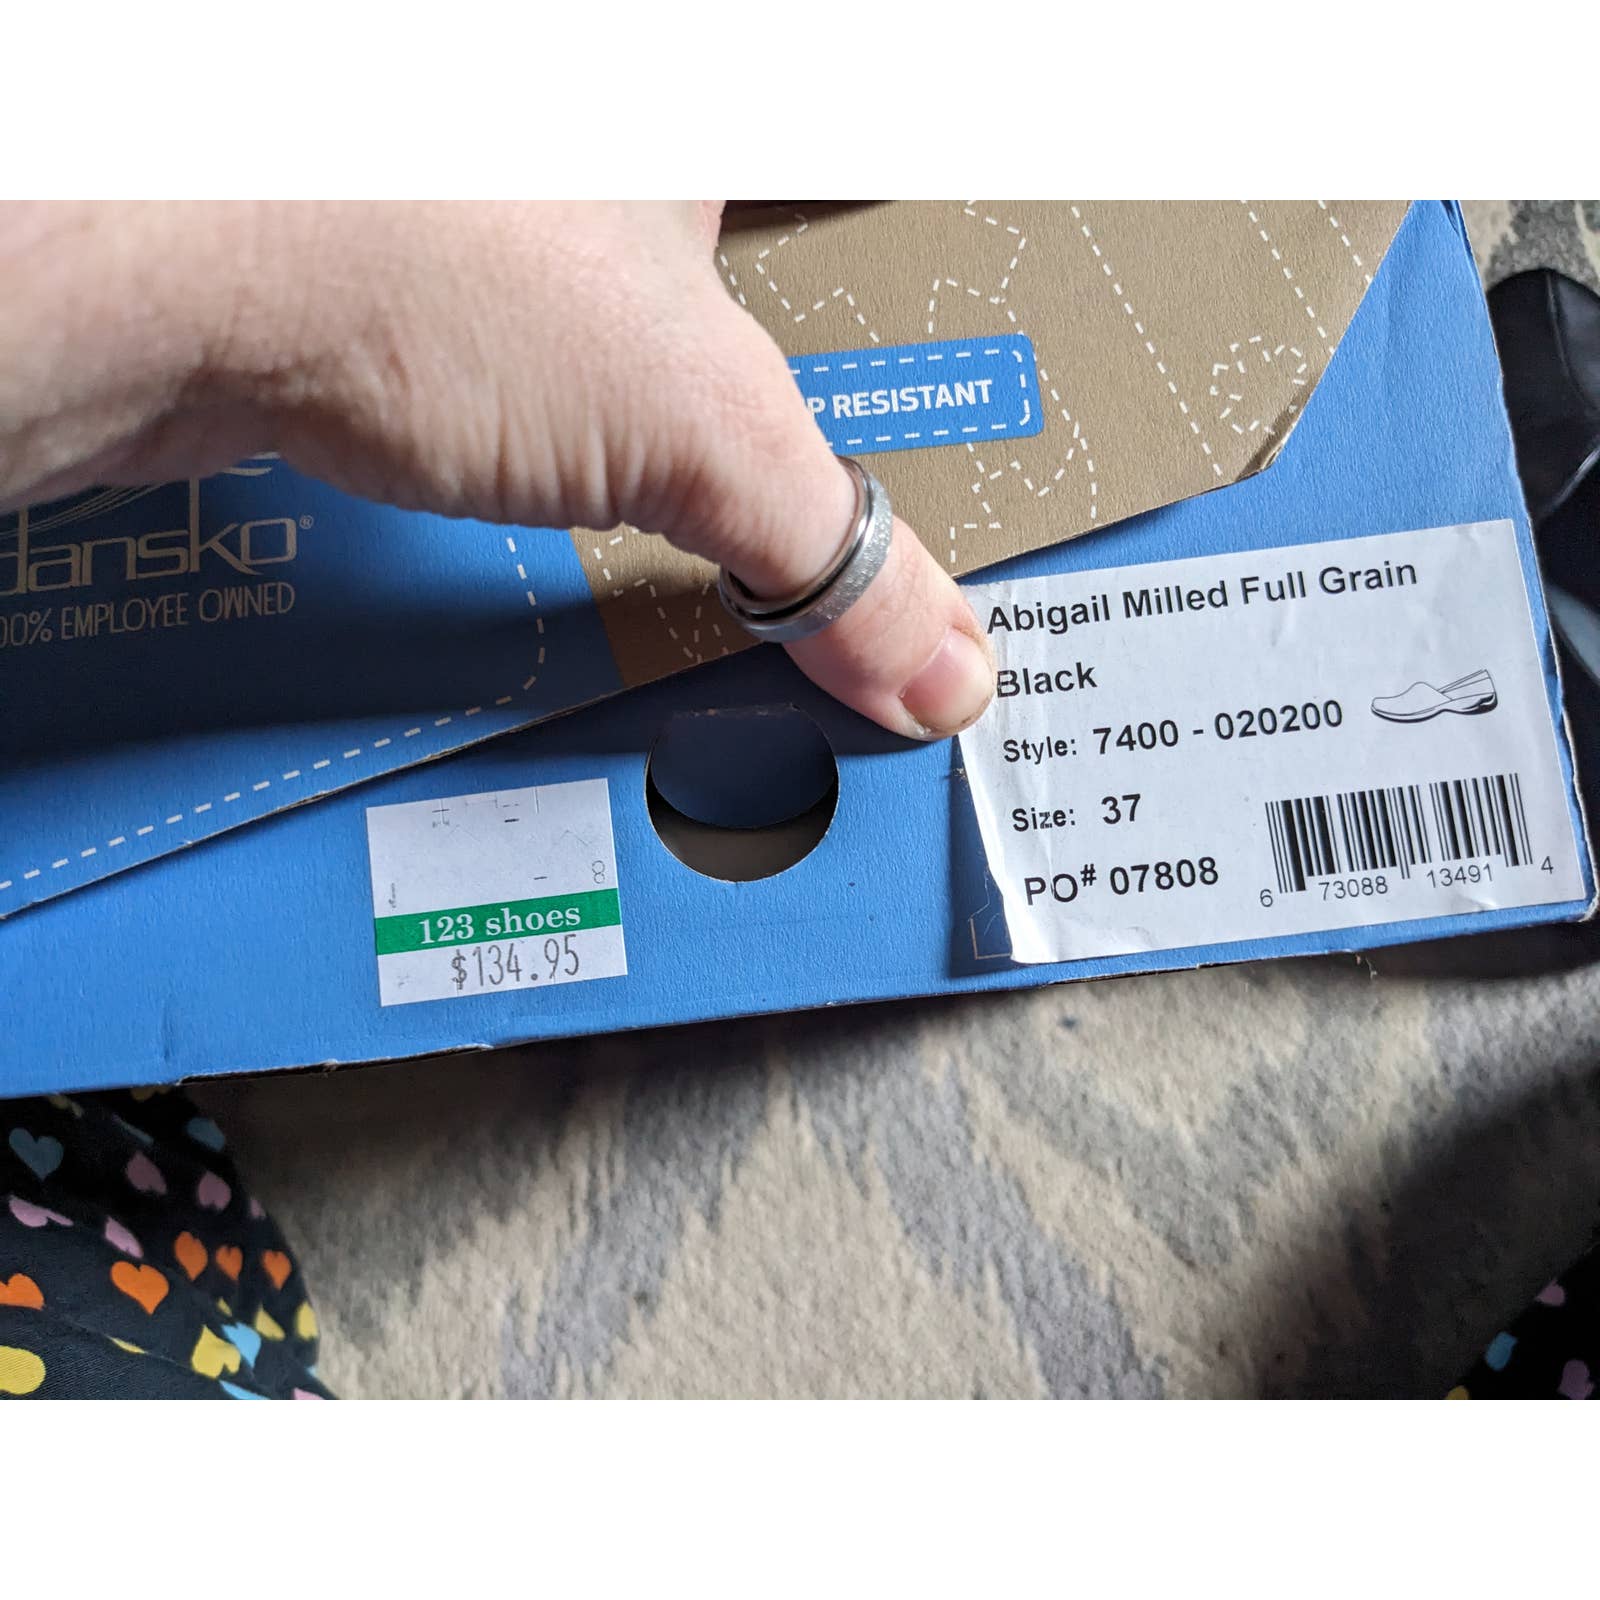 P RESISTANT
dansko®
00% EMPLOYEE OWNED
Abigail Milled Full Grain
Black
Style: 7400 - 020200
Size: 37
PO# 07808
6 73088 13491 4
8
123 shoes
$134.95